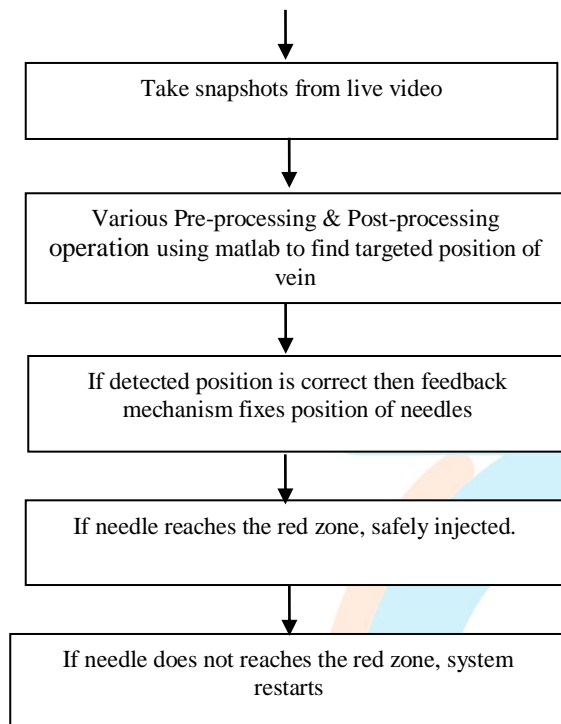 Take snapshots from live video
Various Pre-processing & Post-processing
operation using matlab to find targeted position of
vein
If detected position is correct then feedback
mechanism fixes position of needles
If needle reaches the red zone, safely injected.
If needle does not reaches the red zone, system
restarts